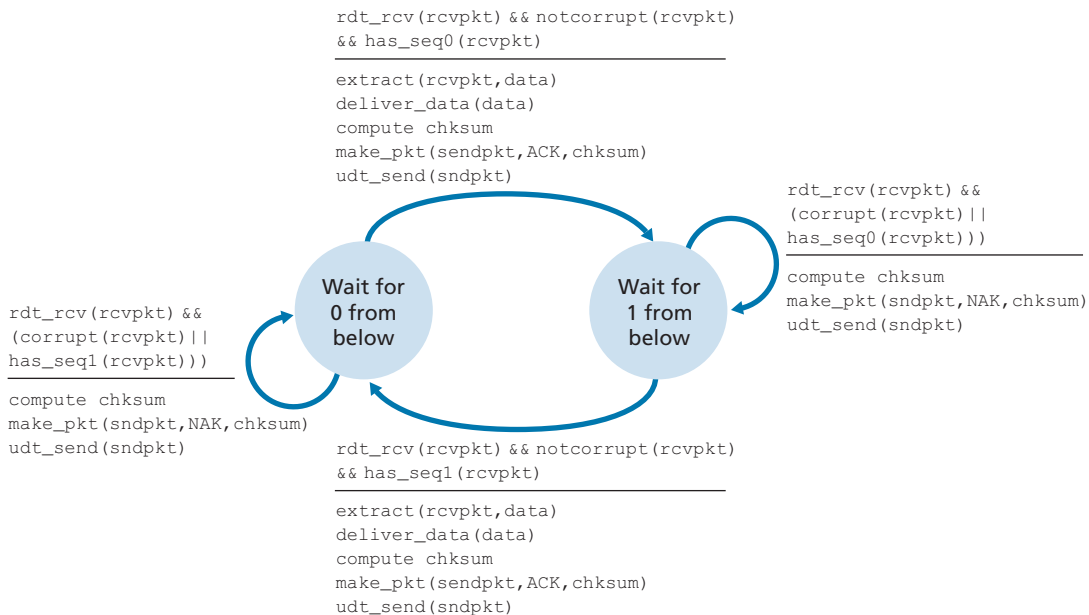 rdt_rcv(rcvpkt) && notcorrupt(rcvpkt)
&& has_seq0(rcvpkt)
extract(rcvpkt,data)
deliver_data(data)
compute chksum
make_pkt(sendpkt,ACK,chksum)
udt_send(sndpkt)
rdt_rcv(rcvpkt) &&
(corrupt(rcvpkt)||
has_seq0(rcvpkt)))
compute chksum
make_pkt(sndpkt,NAK,chksum)
udt_send(sndpkt)
Wait for
0 from
below
Wait for
1 from
below
rdt_rcv(rcvpkt) &&
(corrupt(rcvpkt)||
has_seq1(rcvpkt)))
compute chksum
make_pkt(sndpkt,NAK,chksum)
udt_send(sndpkt)
rdt_rcv(rcvpkt) && notcorrupt(rcvpkt)
&& has_seq1(rcvpkt)
extract(rcvpkt,data)
deliver_data(data)
compute chksum
make_pkt(sendpkt,ACK,chksum)
udt_send(sndpkt)